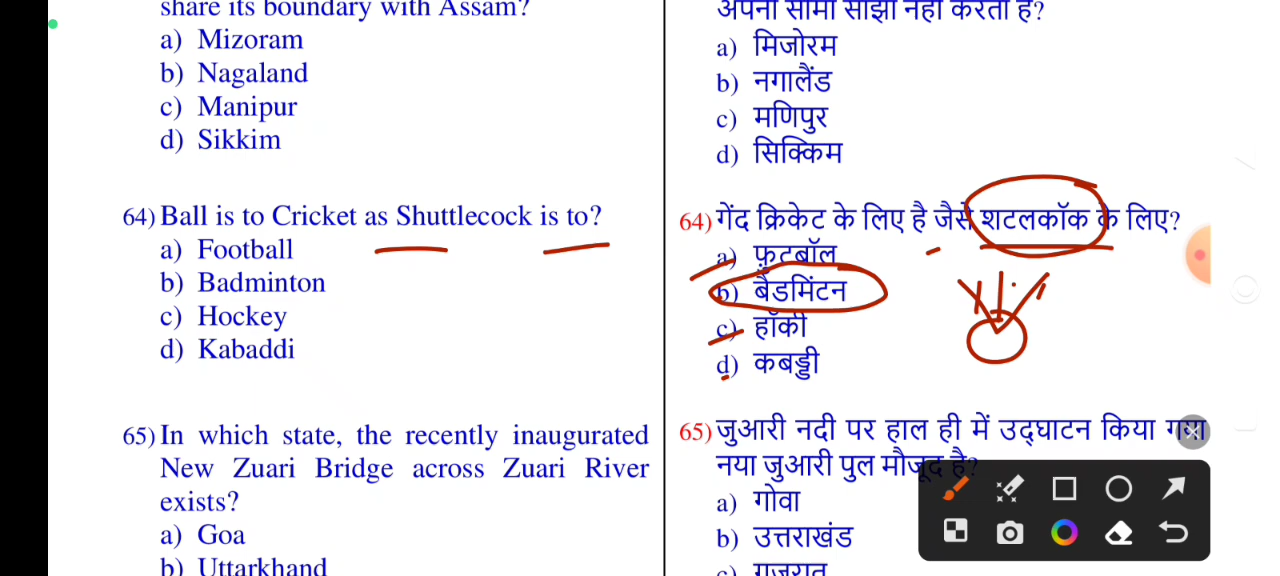 share its boundary with Assam?
a) Mizoram
b) Nagaland
c) Manipur
d) Sikkim
64) Ball is to Cricket as Shuttlecock is to?
a) Football
b) Badminton
c) Hockey
d) Kabaddi
65) In which state, the recently inaugurated
New Zuari Bridge across Zuari River
exists?
a) Goa
b) Uttarkhand
अपनी सीमा साझा नहीं करता है?
a) मिजोरम
b) नगालैंड
c) मणिपुर
d) सिक्किम
64) गेंद क्रिकेट के लिए है जैसे शटलकॉक के लिए?
a) फ़ुटबॉल
b) बैडमिंटन
c) हॉकी
d) कबड्डी
65) जुआरी नदी पर हाल ही में उद्घाटन किया गया
नया जुआरी पुल मौजूद है?
a) गोवा
b) उत्तराखंड
c) गुजरात